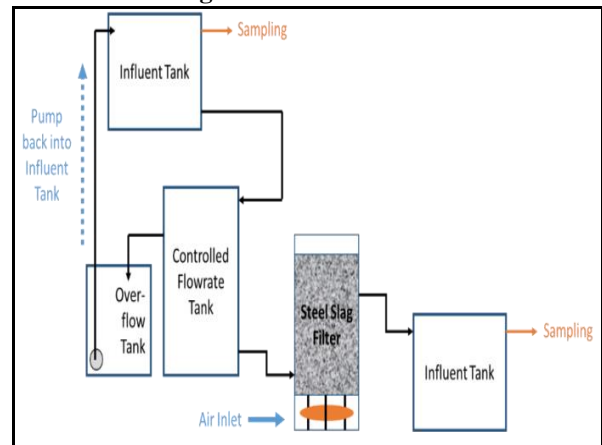 Influent Tank
Sampling
Pump
back into
Influent
Tank
Controlled
Flowrate
Tank
Over-
flow
Tank
Steel Slag
Filter
Influent Tank
Sampling
Air Inlet